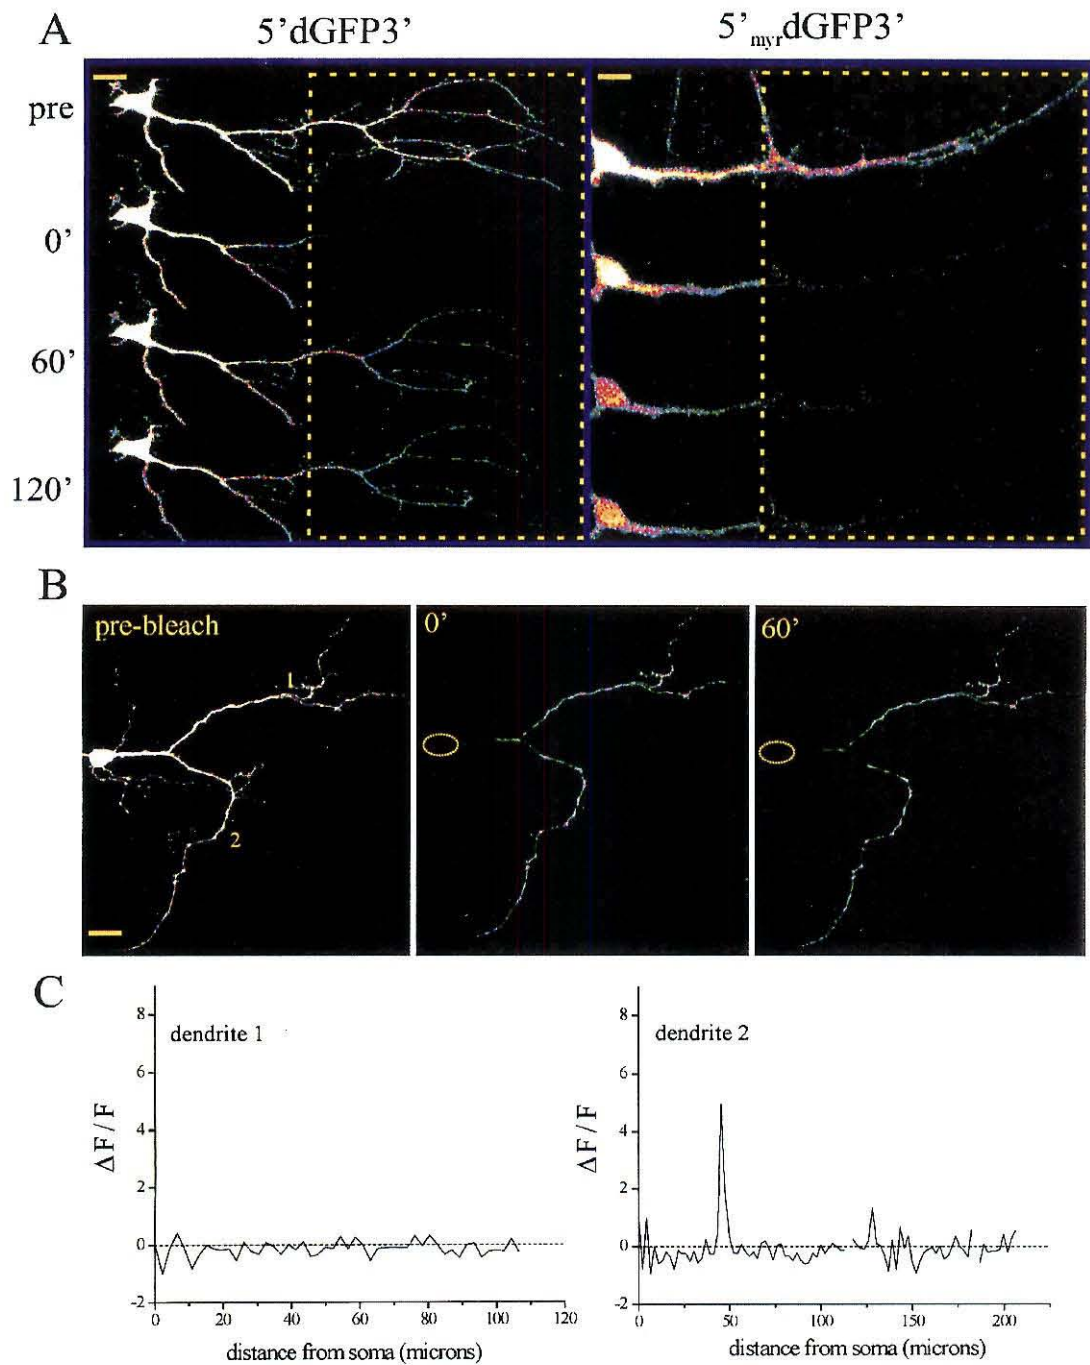 A
5'dGFP3'
5'myrdGFP3'
pre
0'
60'
120'
B
pre-bleach
0'
60'
1
2
C
dendrite 1
8
6
4
2
0
-2
ΔF / F
0 20 40 60 80 100 120
distance from soma (microns)
dendrite 2
8
6
4
2
0
-2
ΔF / F
0 50 100 150 200
distance from soma (microns)